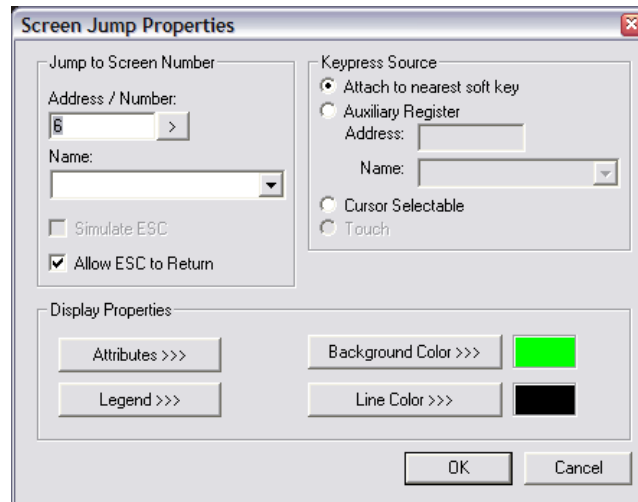 Screen Jump Properties
Jump to Screen Number
Address / Number:
6
>
Name:
Simulate ESC
Allow ESC to Return
Keypress Source
Attach to nearest soft key
Auxiliary Register
Address:
Name:
Cursor Selectable
Touch
Display Properties
Attributes >>>
Background Color >>>
Legend >>>
Line Color >>>
OK
Cancel